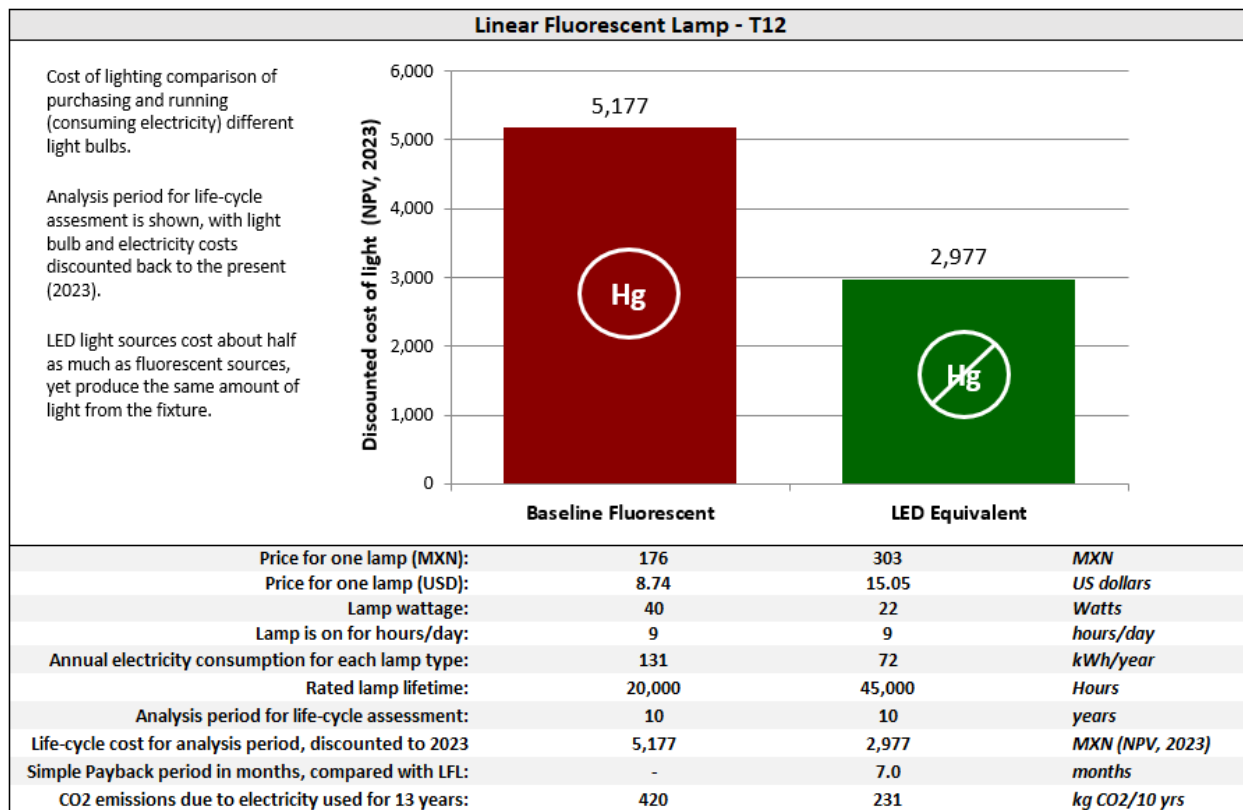 Linear Fluorescent Lamp - T12
Cost of lighting comparison of
purchasing and running
(consuming electricity) different
light bulbs.
Analysis period for life-cycle
assesment is shown, with light
bulb and electricity costs
discounted back to the present
(2023).
LED light sources cost about half
as much as fluorescent sources,
yet produce the same amount of
light from the fixture.
Discounted cost of light (NPV, 2023)
6,000
5,000
4,000
3,000
2,000
1,000
0
5,177
Hg
2,977
Hg
Baseline Fluorescent LED Equivalent
Price for one lamp (MXN): 176 303 MXN
Price for one lamp (USD): 8.74 15.05 US dollars
Lamp wattage: 40 22 Watts
Lamp is on for hours/day: 9 9 hours/day
Annual electricity consumption for each lamp type: 131 72 kWh/year
Rated lamp lifetime: 20,000 45,000 Hours
Analysis period for life-cycle assessment: 10 10 years
Life-cycle cost for analysis period, discounted to 2023 5,177 2,977 MXN (NPV, 2023)
Simple Payback period in months, compared with LFL: - 7.0 months
CO2 emissions due to electricity used for 13 years: 420 231 kg CO2/10 yrs